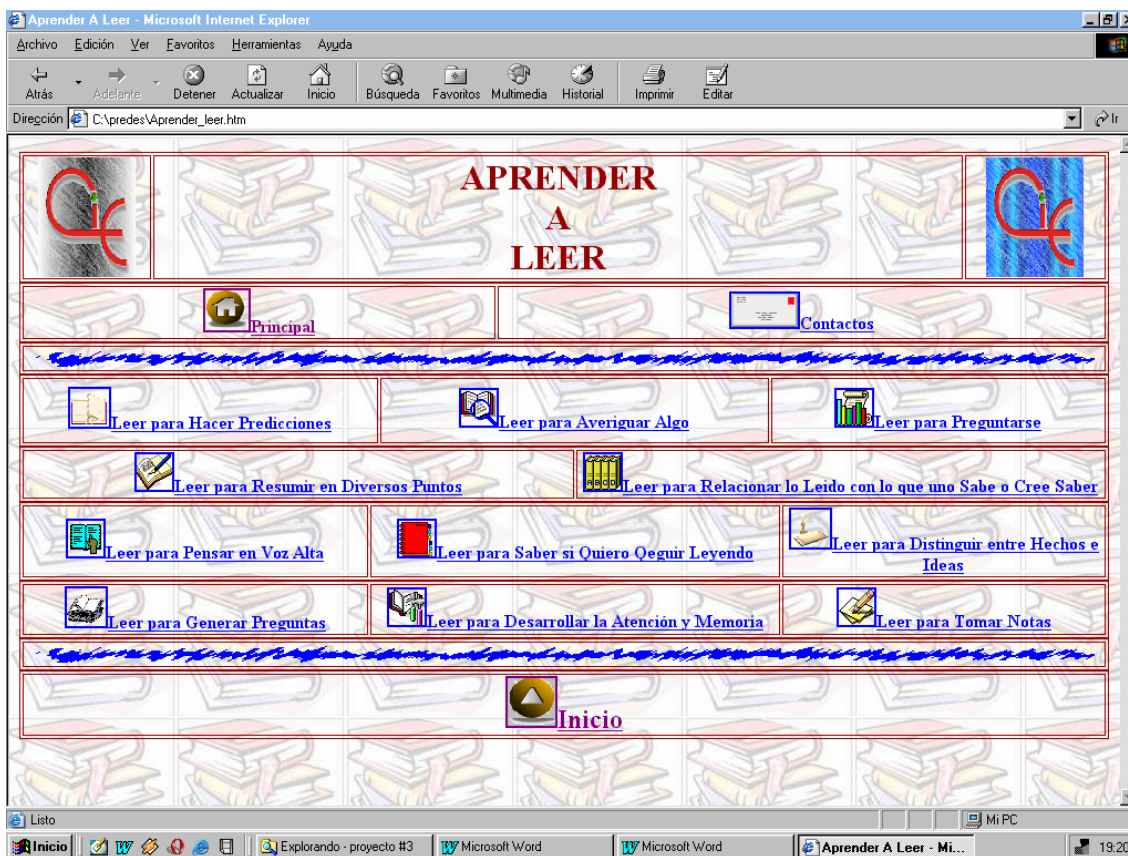 Aprender A Leer - Microsoft Internet Explorer
Archivo Edición Ver Favoritos Herramientas Ayuda
Atrás Adelante Detener Actualizar Inicio Búsqueda Favoritos Multimedia Historial Imprimir Editar
Dirección C:\predes\Aprender_leer.htm Ir
APRENDER
A
LEER
Principal Contactos
Leer para Hacer Predicciones Leer para Averiguar Algo Leer para Preguntarse
Leer para Resumir en Diversos Puntos Leer para Relacionar lo Leido con lo que uno Sabe o Cree Saber
Leer para Pensar en Voz Alta Leer para Saber si Quiero Qeguir Leyendo Leer para Distinguir entre Hechos e
Ideas
Leer para Generar Preguntas Leer para Desarrollar la Atención y Memoria Leer para Tomar Notas
Inicio
Listo Mi PC
Inicio Explorando - proyecto #3 Microsoft Word Microsoft Word Aprender A Leer - Mi... 19:20